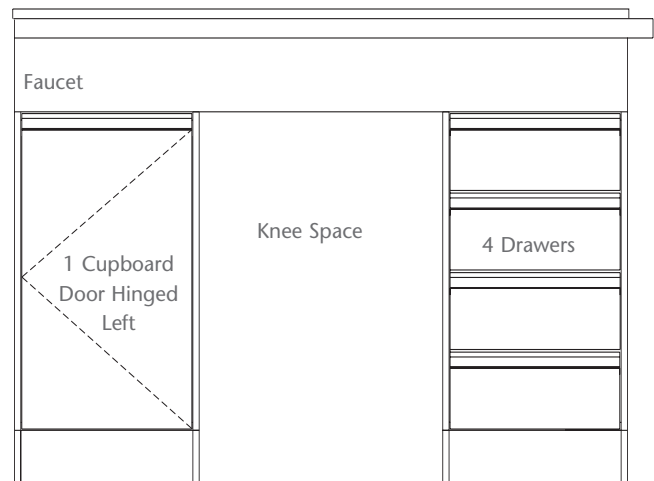 Faucet
Knee Space
4 Drawers
1 Cupboard
Door Hinged
Left